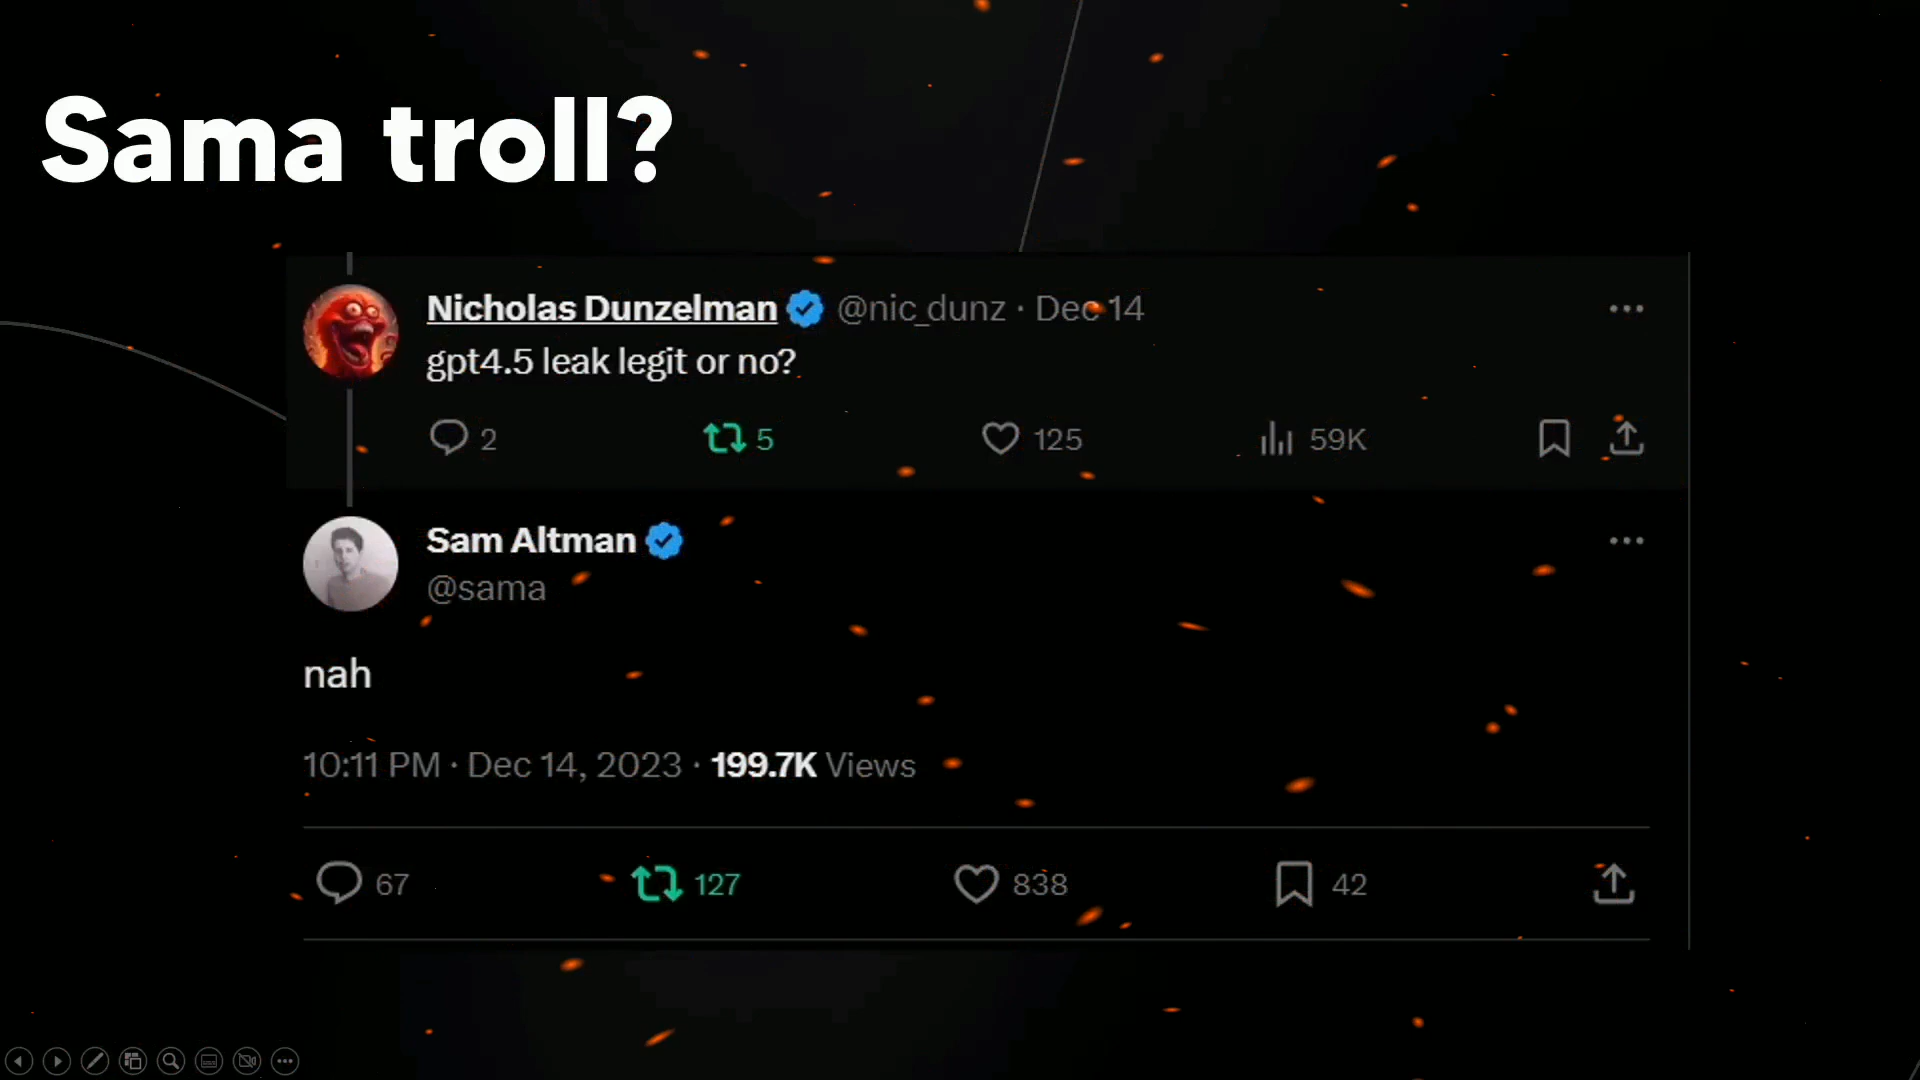 Sama troll?
Nicholas Dunzelman @nic_dunz · Dec 14
gpt4.5 leak legit or no?
2 5 125 59K
Sam Altman
@sama
nah
10:11 PM · Dec 14, 2023 · 199.7K Views
67 127 838 42